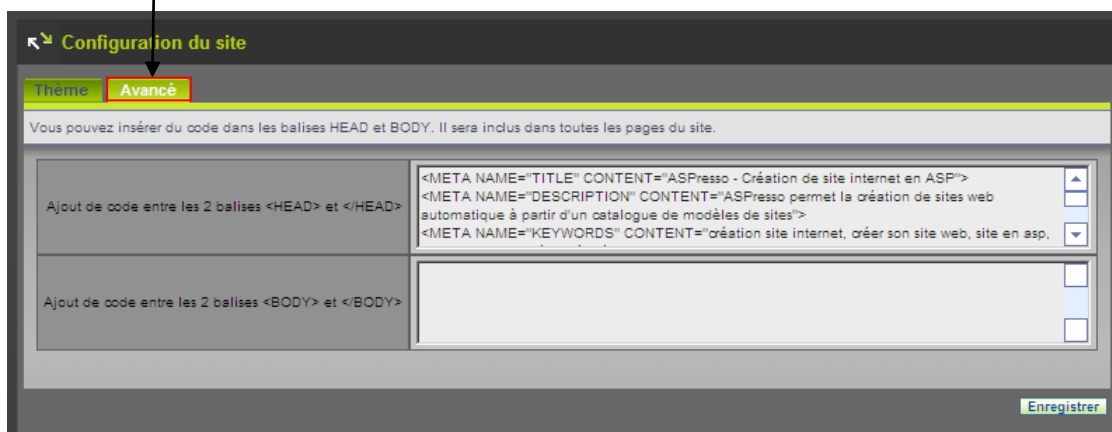 Configuration du site
Thème Avancé
Vous pouvez insérer du code dans les balises HEAD et BODY. Il sera inclus dans toutes les pages du site.
Ajout de code entre les 2 balises <HEAD> et </HEAD>
<META NAME="TITLE" CONTENT="ASPresso - Création de site internet en ASP">
<META NAME="DESCRIPTION" CONTENT="ASPresso permet la création de sites web
automatique à partir d'un catalogue de modèles de sites">
<META NAME="KEYWORDS" CONTENT="création site internet, créer son site web, site en asp,
Ajout de code entre les 2 balises <BODY> et </BODY>
Enregistrer